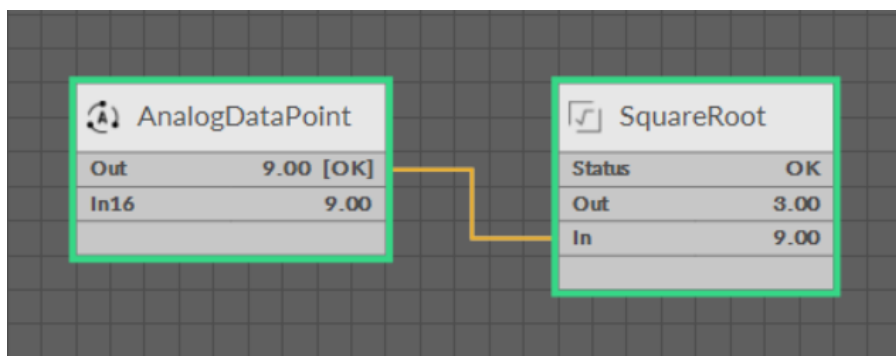 AnalogDataPoint
Out 9.00 [OK]
In16 9.00
SquareRoot
Status OK
Out 3.00
In 9.00